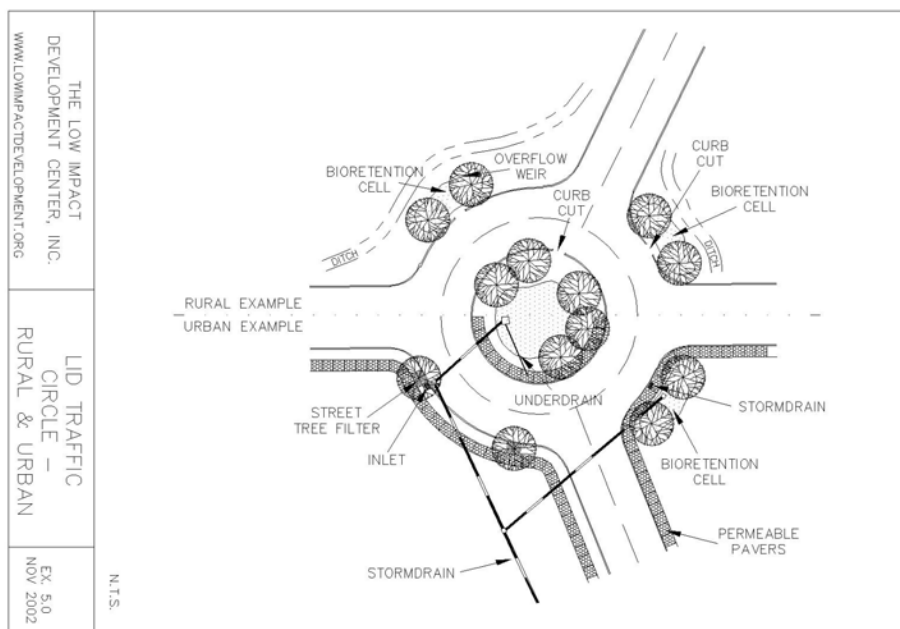 THE LOW IMPACT
DEVELOPMENT CENTER, INC.
WWW.LOWIMPACTDEVELOPMENT.ORG
LID TRAFFIC
CIRCLE –
RURAL & URBAN
EX. 5.0
NOV 2002
N.T.S.
BIORETENTION
CELL
OVERFLOW
WEIR
CURB
CUT
CURB
CUT
BIORETENTION
CELL
DITCH
DITCH
RURAL EXAMPLE
URBAN EXAMPLE
STREET
TREE FILTER
INLET
UNDERDRAIN
STORMDRAIN
BIORETENTION
CELL
PERMEABLE
PAVERS
STORMDRAIN